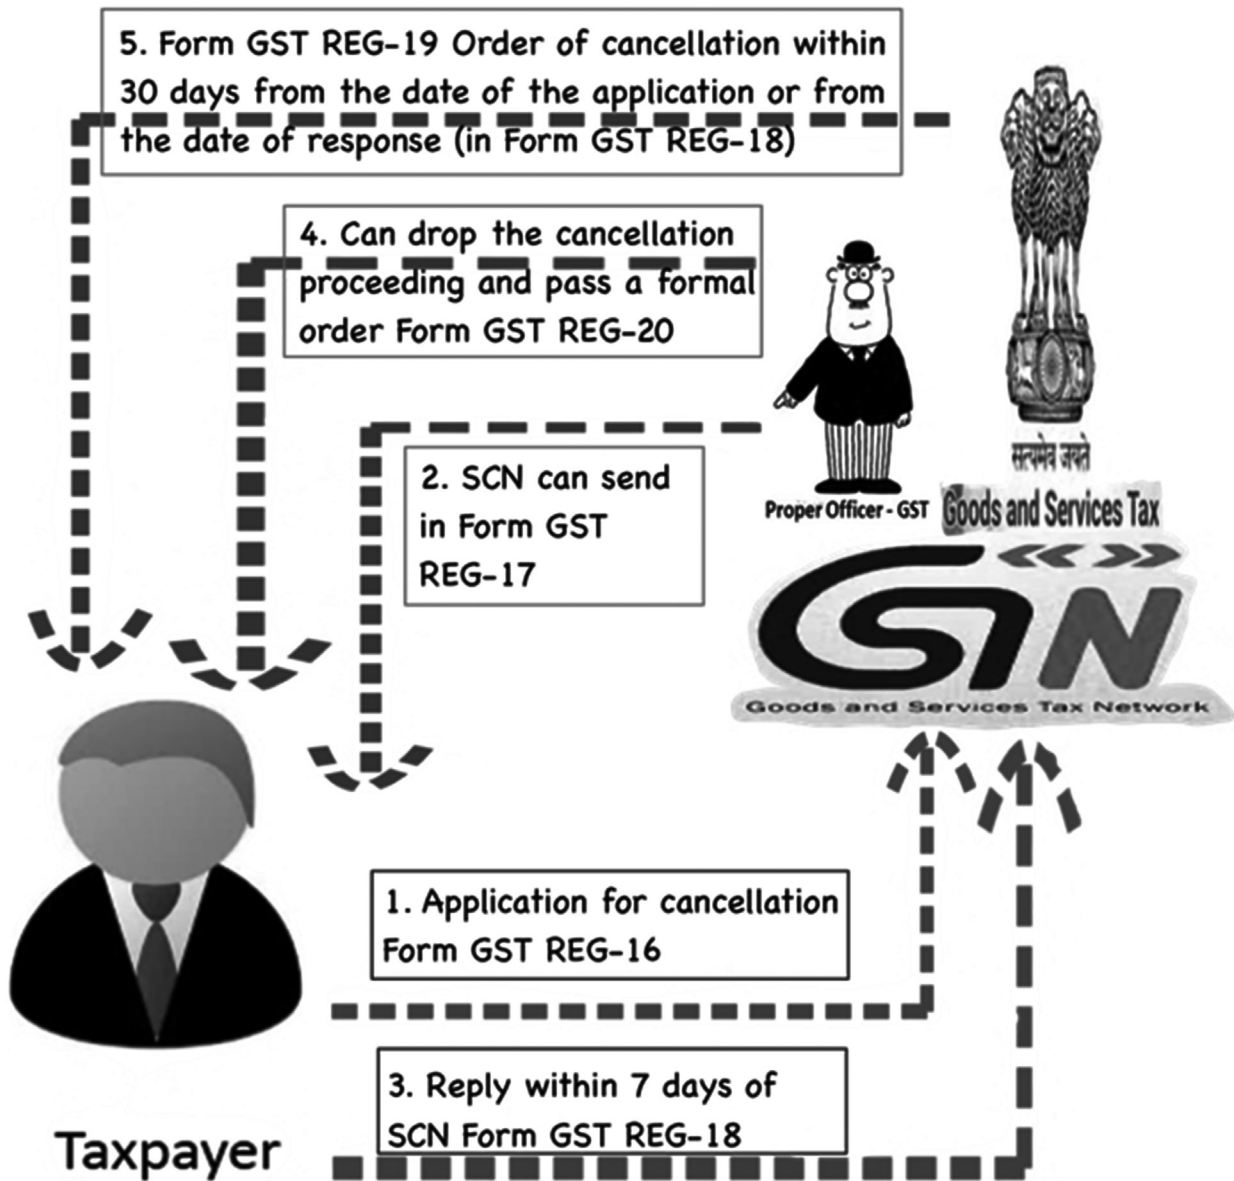 5. Form GST REG-19 Order of cancellation within
30 days from the date of the application or from
the date of response (in Form GST REG-18)
4. Can drop the cancellation
proceeding and pass a formal
order Form GST REG-20
2. SCN can send
in Form GST
REG-17
सत्यमेव जयते
Proper Officer - GST
Goods and Services Tax
GSTN
Goods and Services Tax Network
1. Application for cancellation
Form GST REG-16
3. Reply within 7 days of
SCN Form GST REG-18
Taxpayer